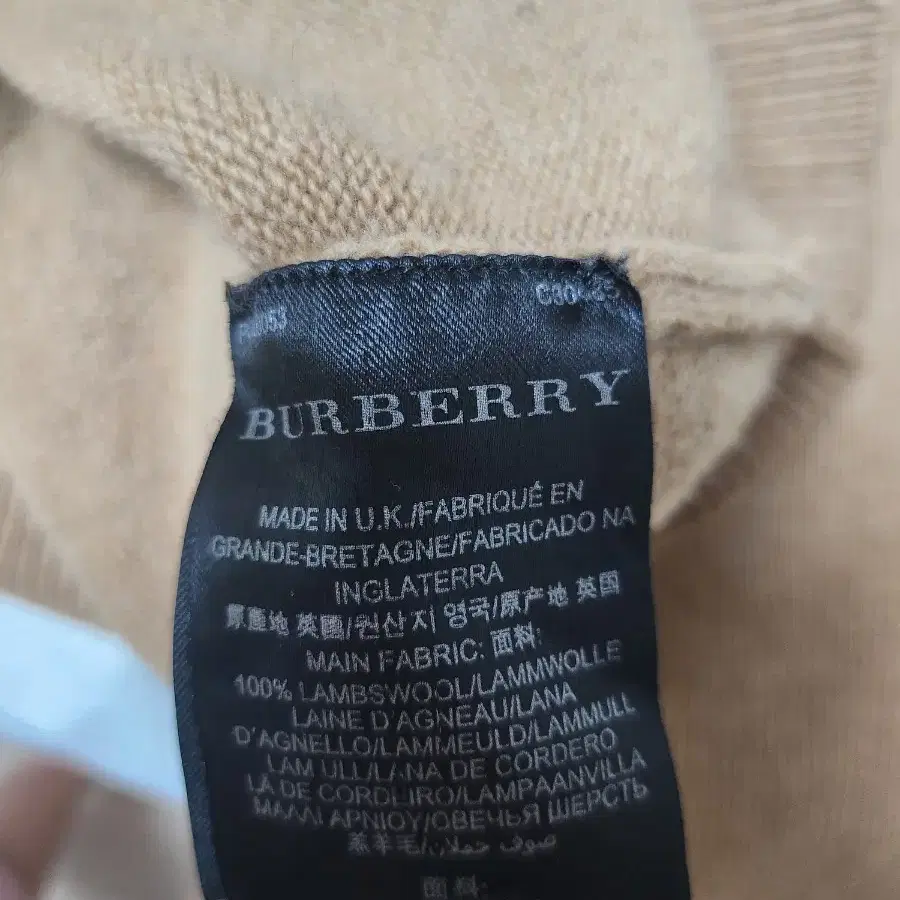 BURBERRY
MADE IN U.K./FABRIQUÉ EN
GRANDE-BRETAGNE/FABRICADO NA
INGLATERRA
原產地 英國/원산지 영국/原产地 英国
MAIN FABRIC: 面料:
100% LAMBSWOOL/LAMMWOLLE
LAINE D'AGNEAU/LANA
D'AGNELLO/LAMMEULD/LAMMULL
LAM ULL/LANA DE CORDERO
LÃ DE CORDEIRO/LAMPAANVILLA
ΜΑΛΛΙ ΑΡΝΙΟΥ/ОВЕЧЬЯ ШЕРСТЬ
羔羊毛/صوف حملان
面料: